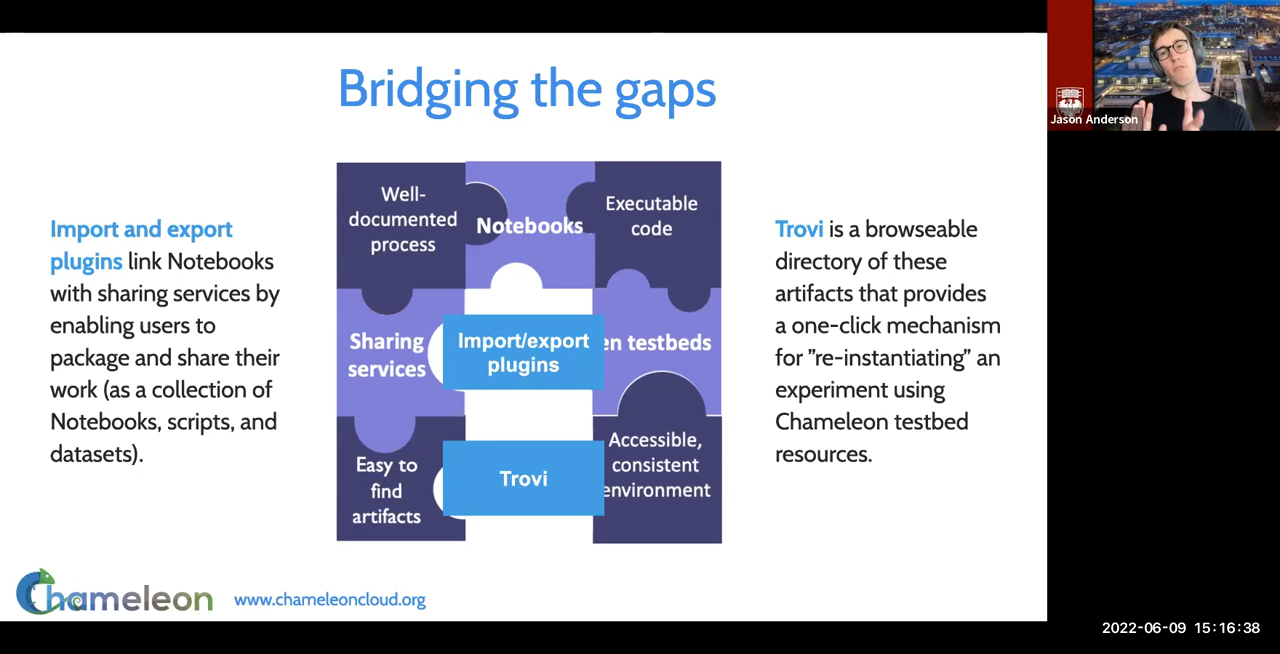 Bridging the gaps
Import and export
plugins link Notebooks
with sharing services by
enabling users to
package and share their
work (as a collection of
Notebooks, scripts, and
datasets).
Well-
documented
process
Notebooks
Executable
code
Sharing
services
Import/export
plugins
en testbeds
Easy to
find
artifacts
Trovi
Accessible,
consistent
environment
Trovi is a browseable
directory of these
artifacts that provides
a one-click mechanism
for ”re-instantiating” an
experiment using
Chameleon testbed
resources.
Chameleon
www.chameleoncloud.org
Jason Anderson
2022-06-09 15:16:38